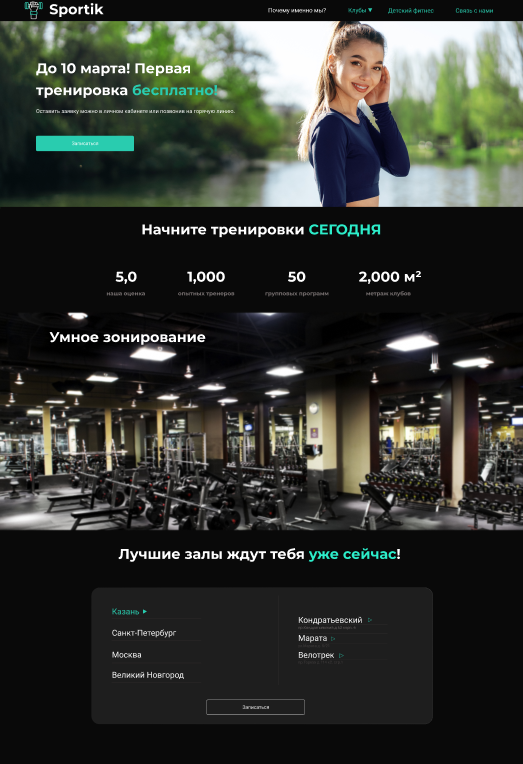 Sportik
Почему именно мы?
Клубы
Детский фитнес
Связь с нами
До 10 марта! Первая
тренировка бесплатно!
Оставить заявку можно в личном кабинете или позвонив на горячую линию.
Записаться
Начните тренировки СЕГОДНЯ
5,0
1,000
50
2,000 м²
наша оценка
опытных тренеров
групповых программ
метраж клубов
Умное зонирование
Лучшие залы ждут тебя уже сейчас!
Казань
Санкт-Петербург
Москва
Великий Новгород
Кондратьевский
Марата
Велотрек
Записаться